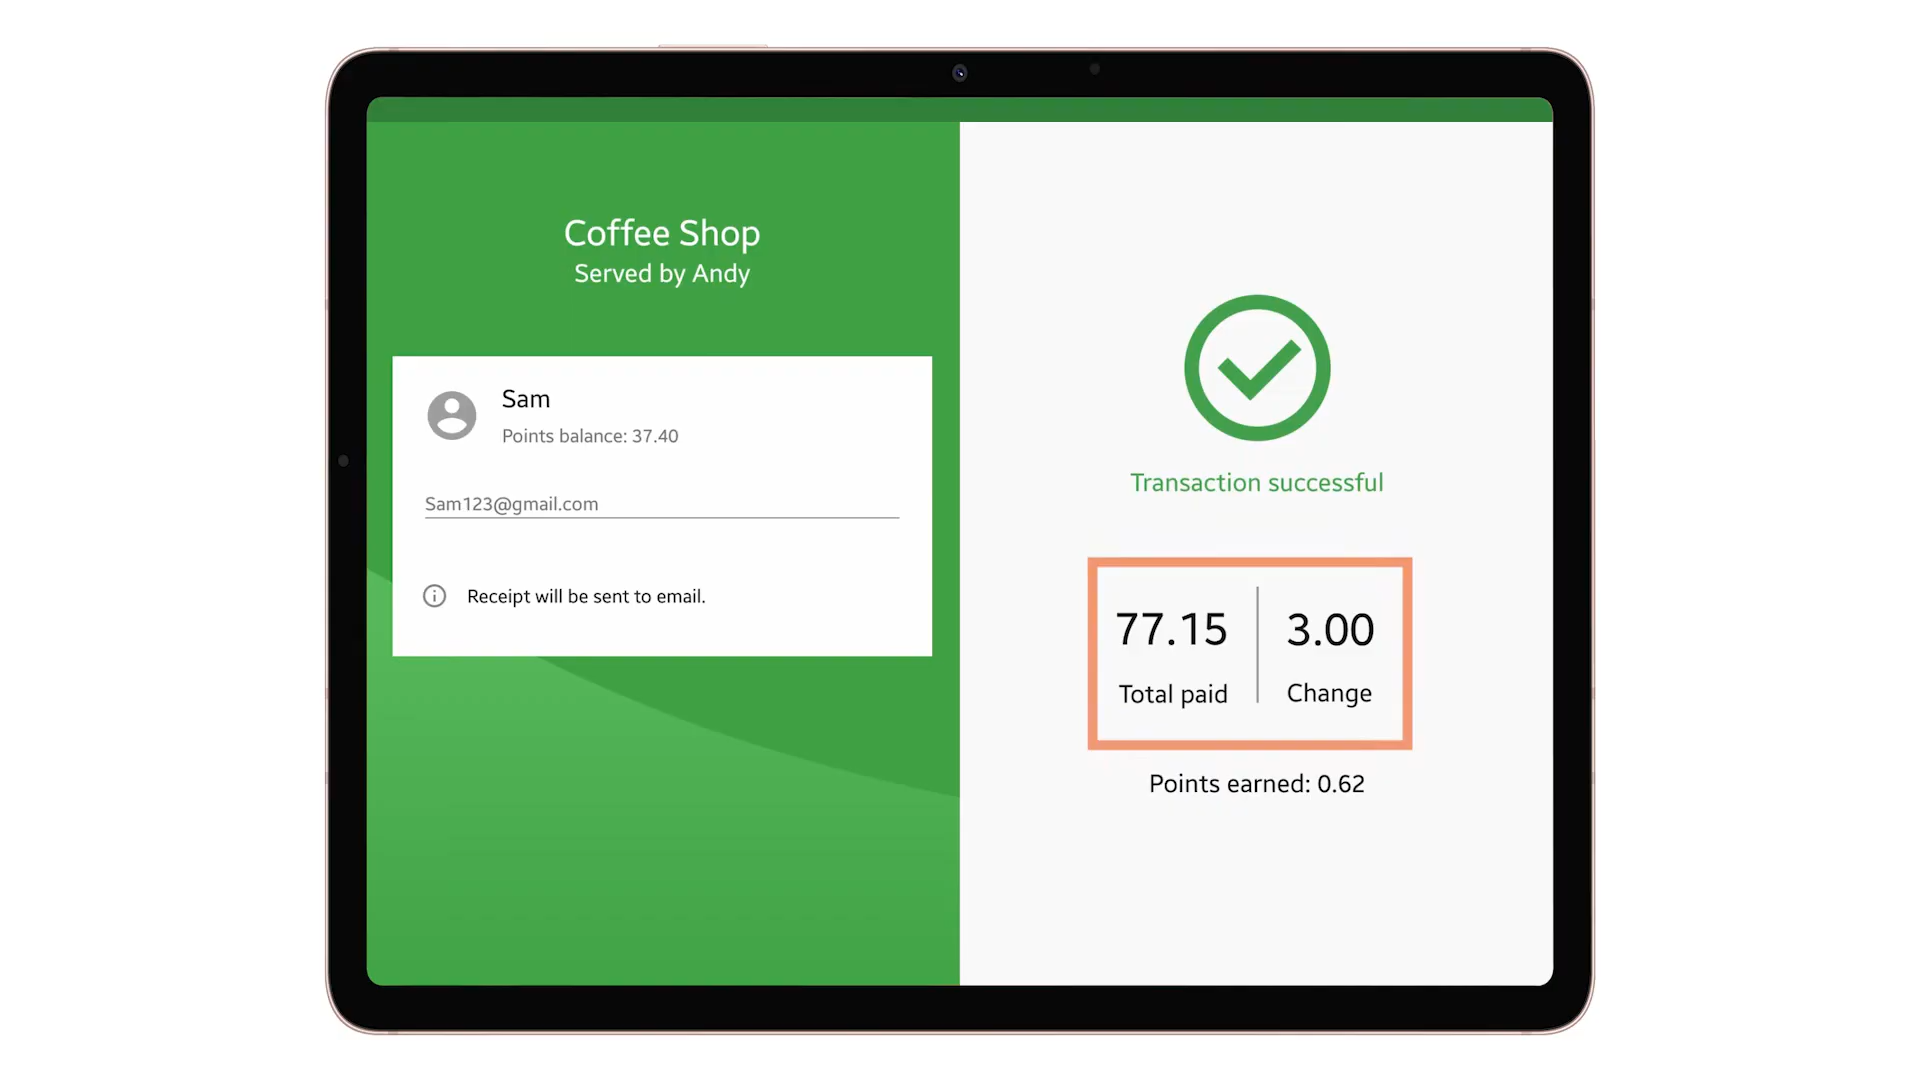 Coffee Shop
Served by Andy
Sam
Points balance: 37.40
Sam123@gmail.com
Receipt will be sent to email.
Transaction successful
77.15
Total paid
3.00
Change
Points earned: 0.62